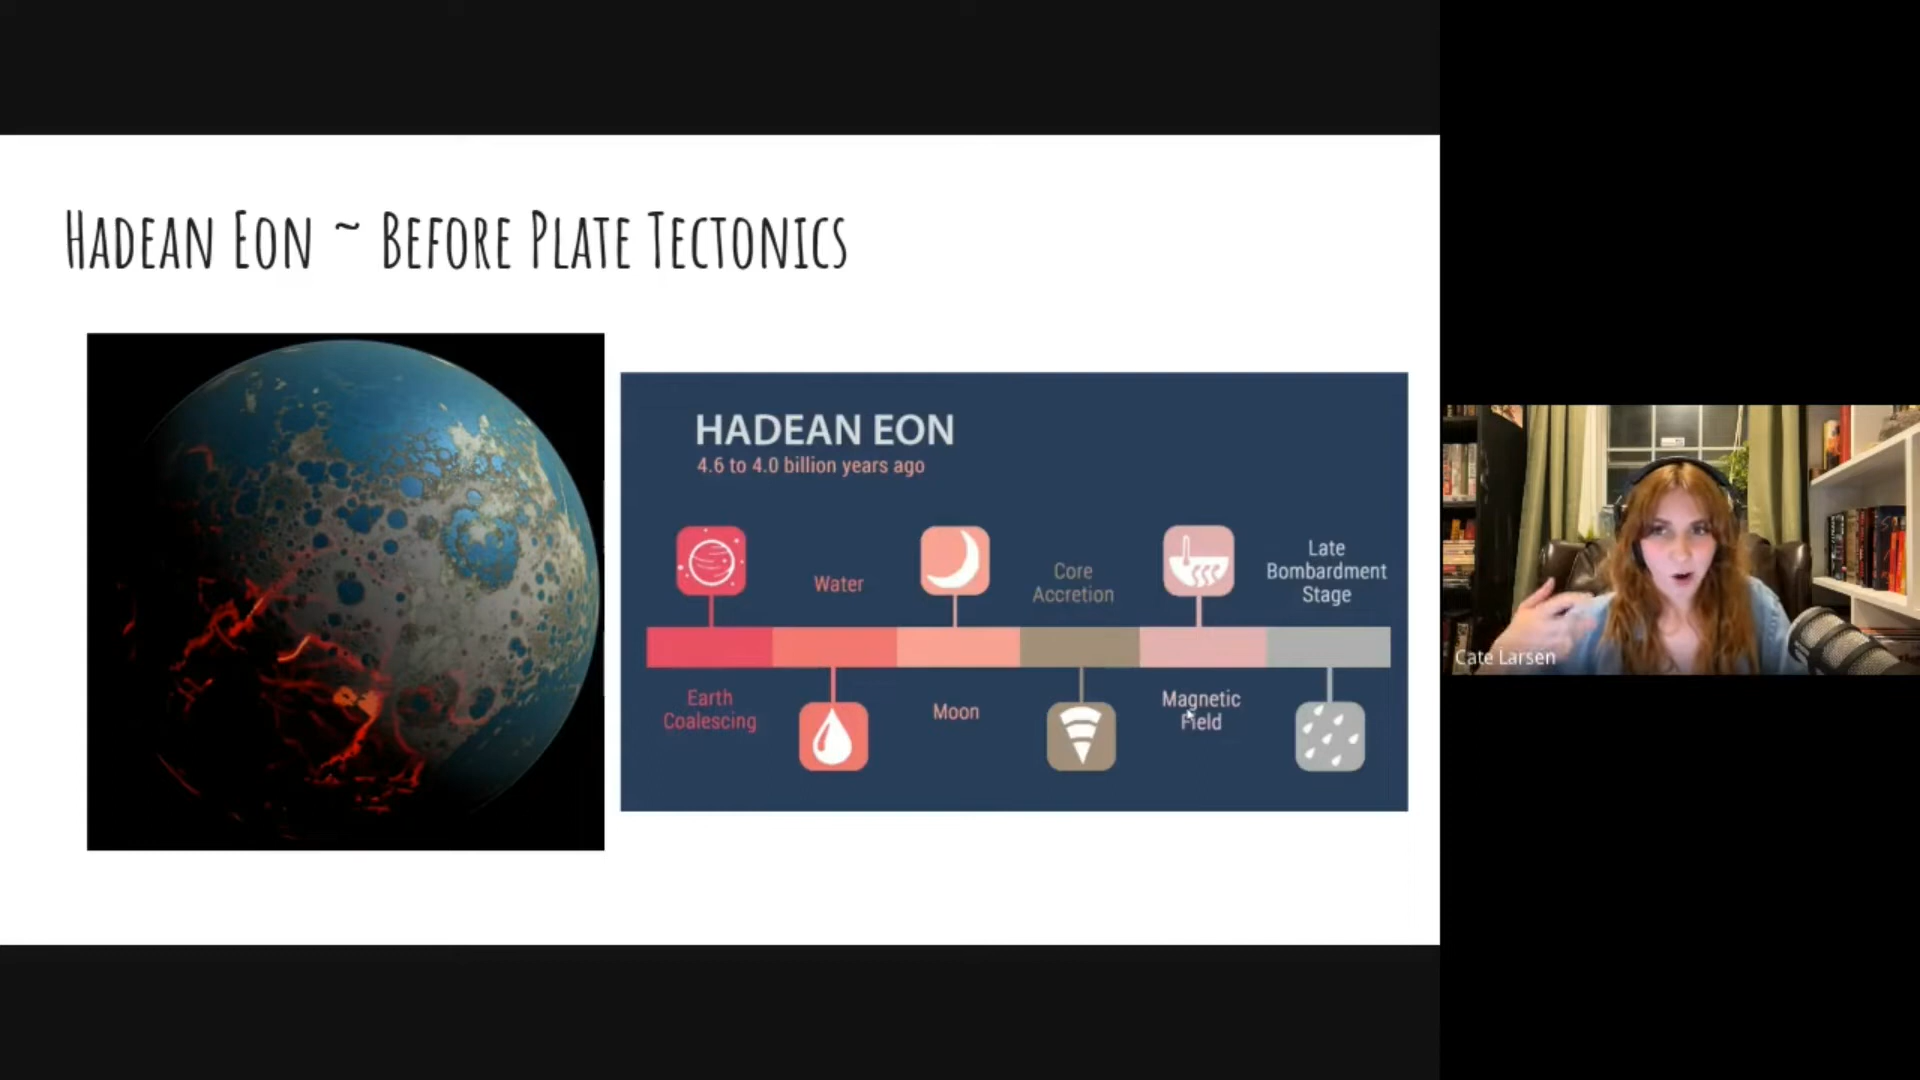 Hadean Eon ~ Before Plate Tectonics
HADEAN EON
4.6 to 4.0 billion years ago
Water
Core
Accretion
Late
Bombardment
Stage
Earth
Coalescing
Moon
Magnetic
Field
Cate Larsen